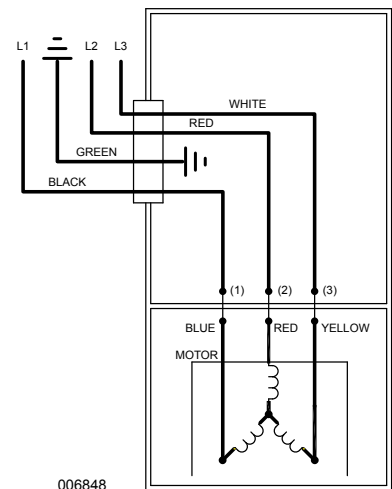 L1 L2 L3
WHITE
RED
GREEN
BLACK
(1) (2) (3)
BLUE RED YELLOW
MOTOR
006848